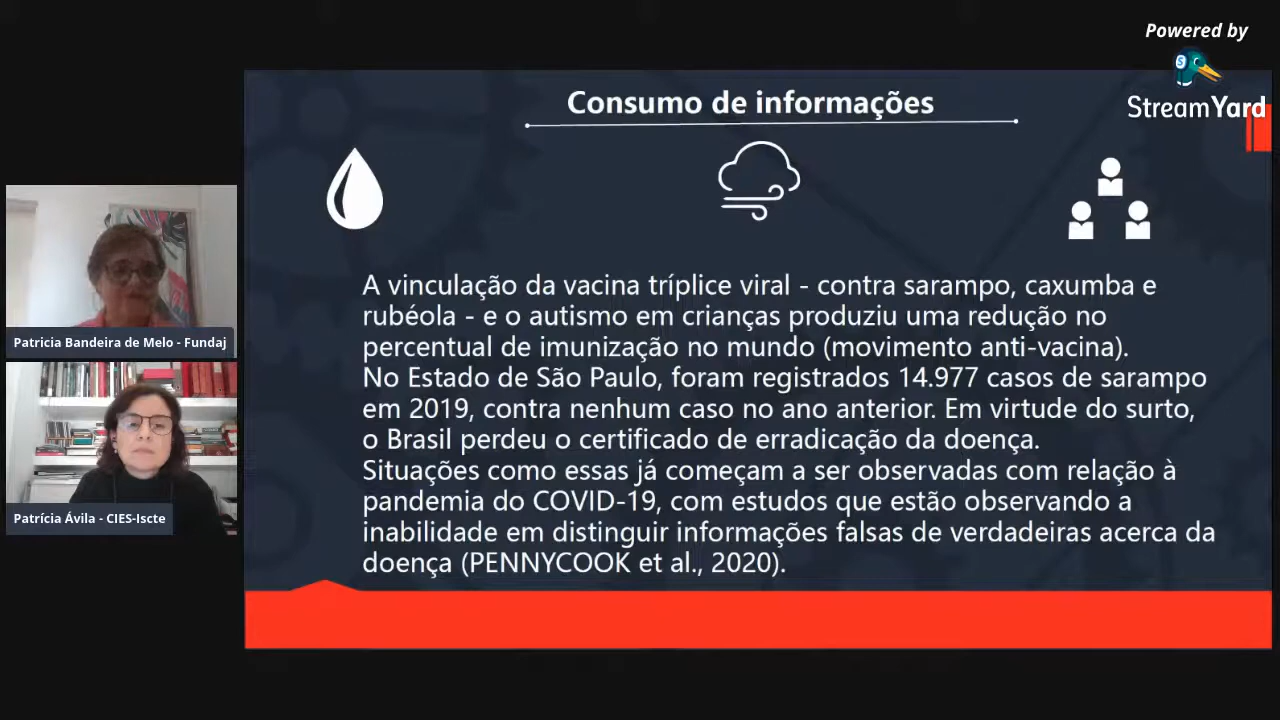 Powered by
StreamYard
Consumo de informações
A vinculação da vacina tríplice viral - contra sarampo, caxumba e
rubéola - e o autismo em crianças produziu uma redução no
percentual de imunização no mundo (movimento anti-vacina).
No Estado de São Paulo, foram registrados 14.977 casos de sarampo
em 2019, contra nenhum caso no ano anterior. Em virtude do surto,
o Brasil perdeu o certificado de erradicação da doença.
Situações como essas já começam a ser observadas com relação à
pandemia do COVID-19, com estudos que estão observando a
inabilidade em distinguir informações falsas de verdadeiras acerca da
doença (PENNYCOOK et al., 2020).
Patricia Bandeira de Melo - Fundaj
Patrícia Ávila - CIES-Iscte